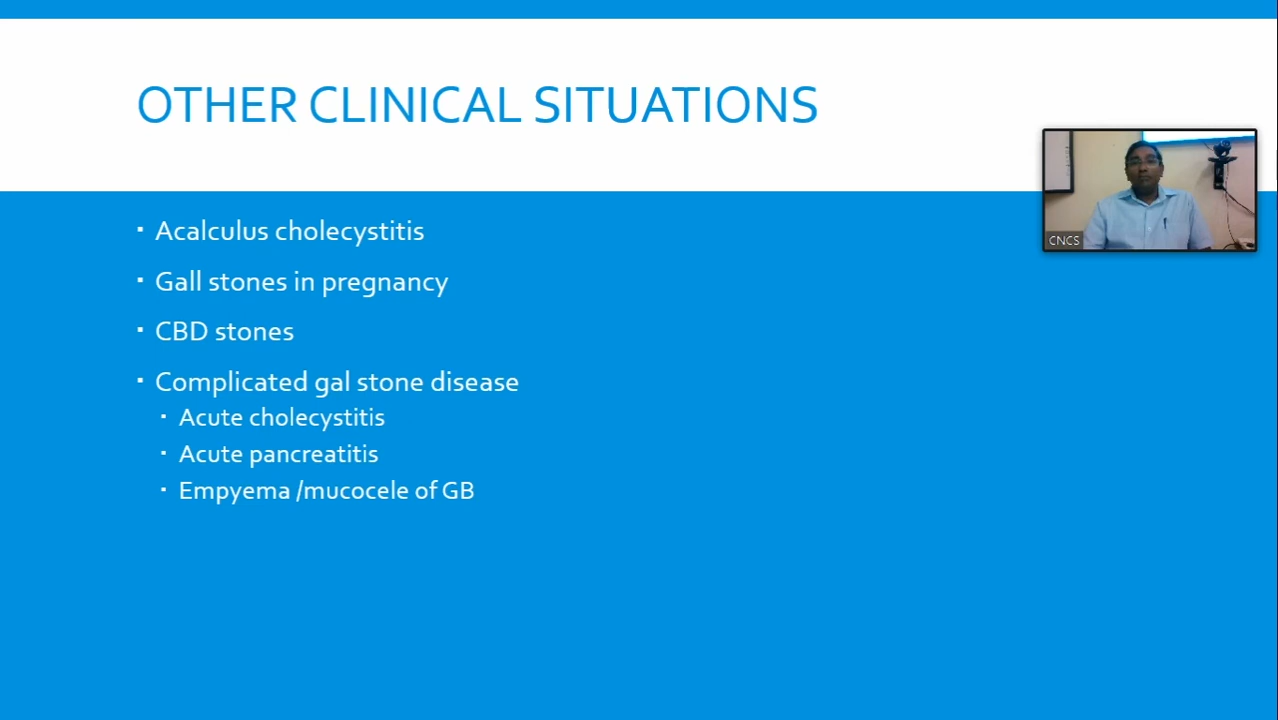 OTHER CLINICAL SITUATIONS
CNCS
▪ Acalculus cholecystitis
▪ Gall stones in pregnancy
▪ CBD stones
▪ Complicated gal stone disease
▪ Acute cholecystitis
▪ Acute pancreatitis
▪ Empyema /mucocele of GB